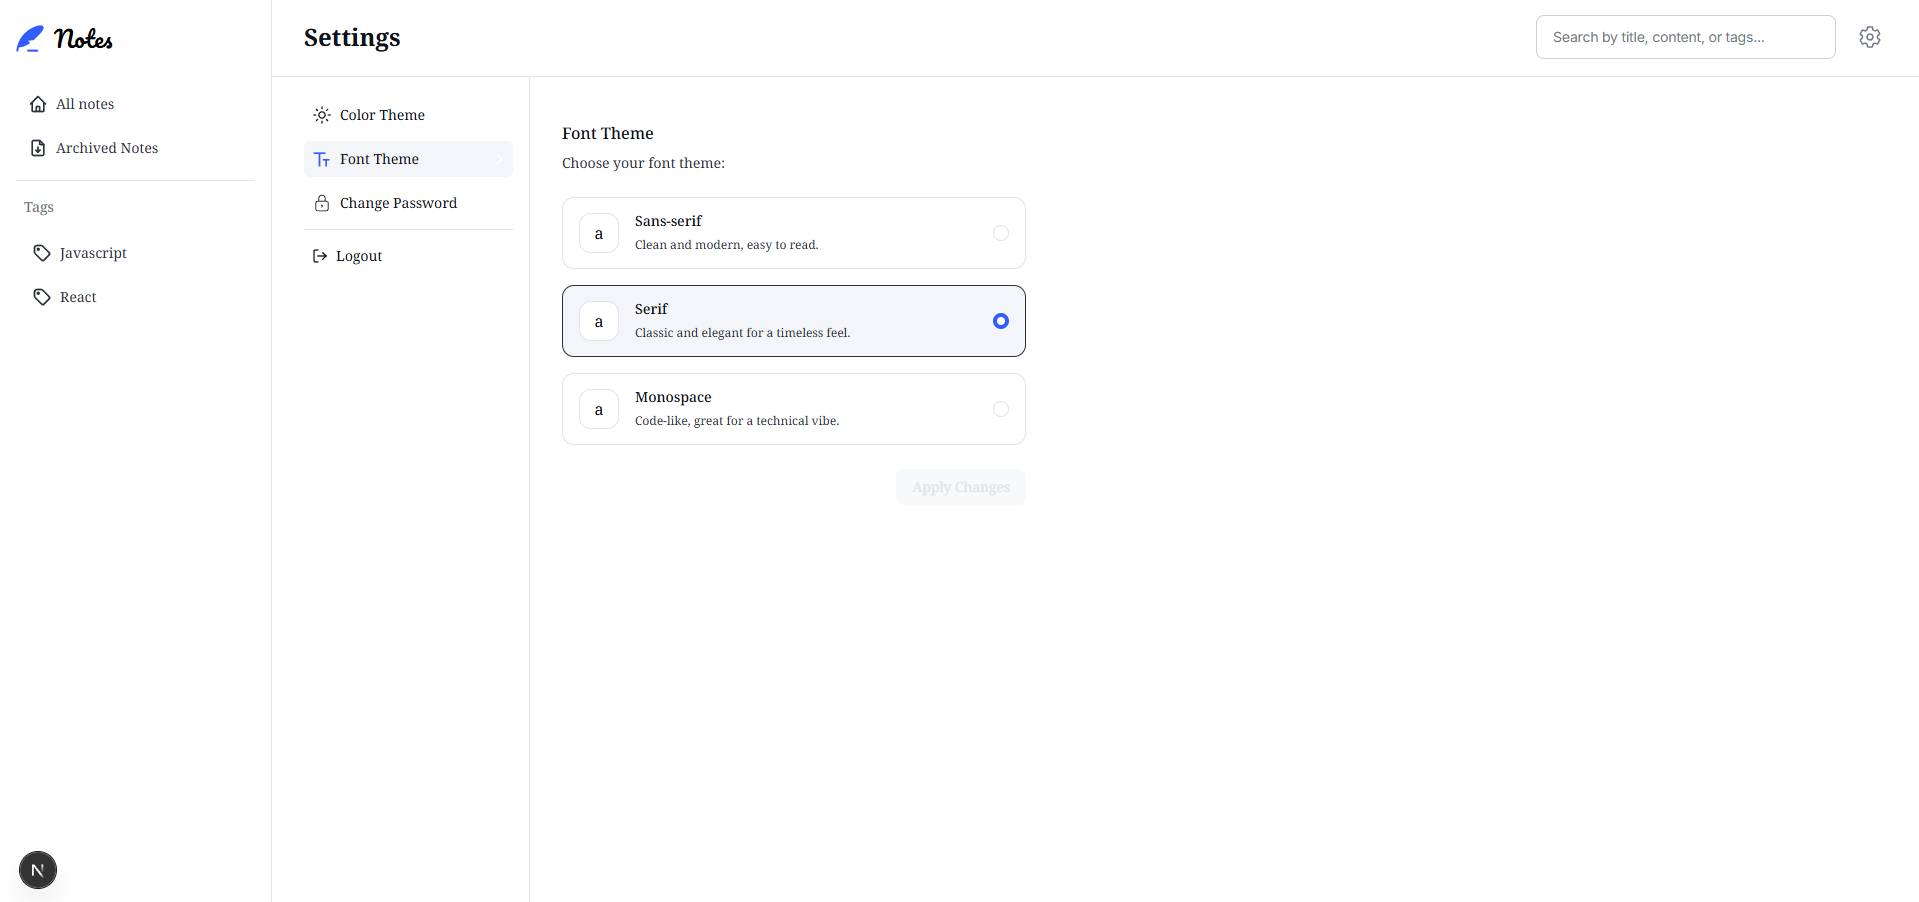 Notes
All notes
Archived Notes
Tags
Javascript
React
N
Settings
Search by title, content, or tags...
Color Theme
Font Theme
Change Password
Logout
Font Theme
Choose your font theme:
a
Sans-serif
Clean and modern, easy to read.
a
Serif
Classic and elegant for a timeless feel.
a
Monospace
Code-like, great for a technical vibe.
Apply Changes